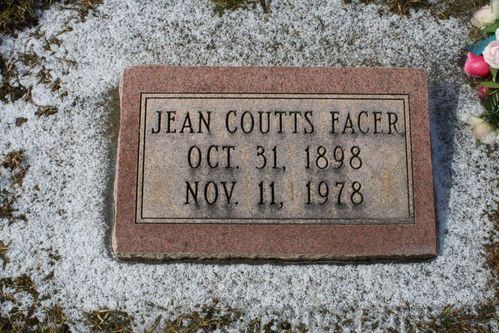 JEAN COUTTS FACER
OCT. 31, 1898
NOV. 11, 1978